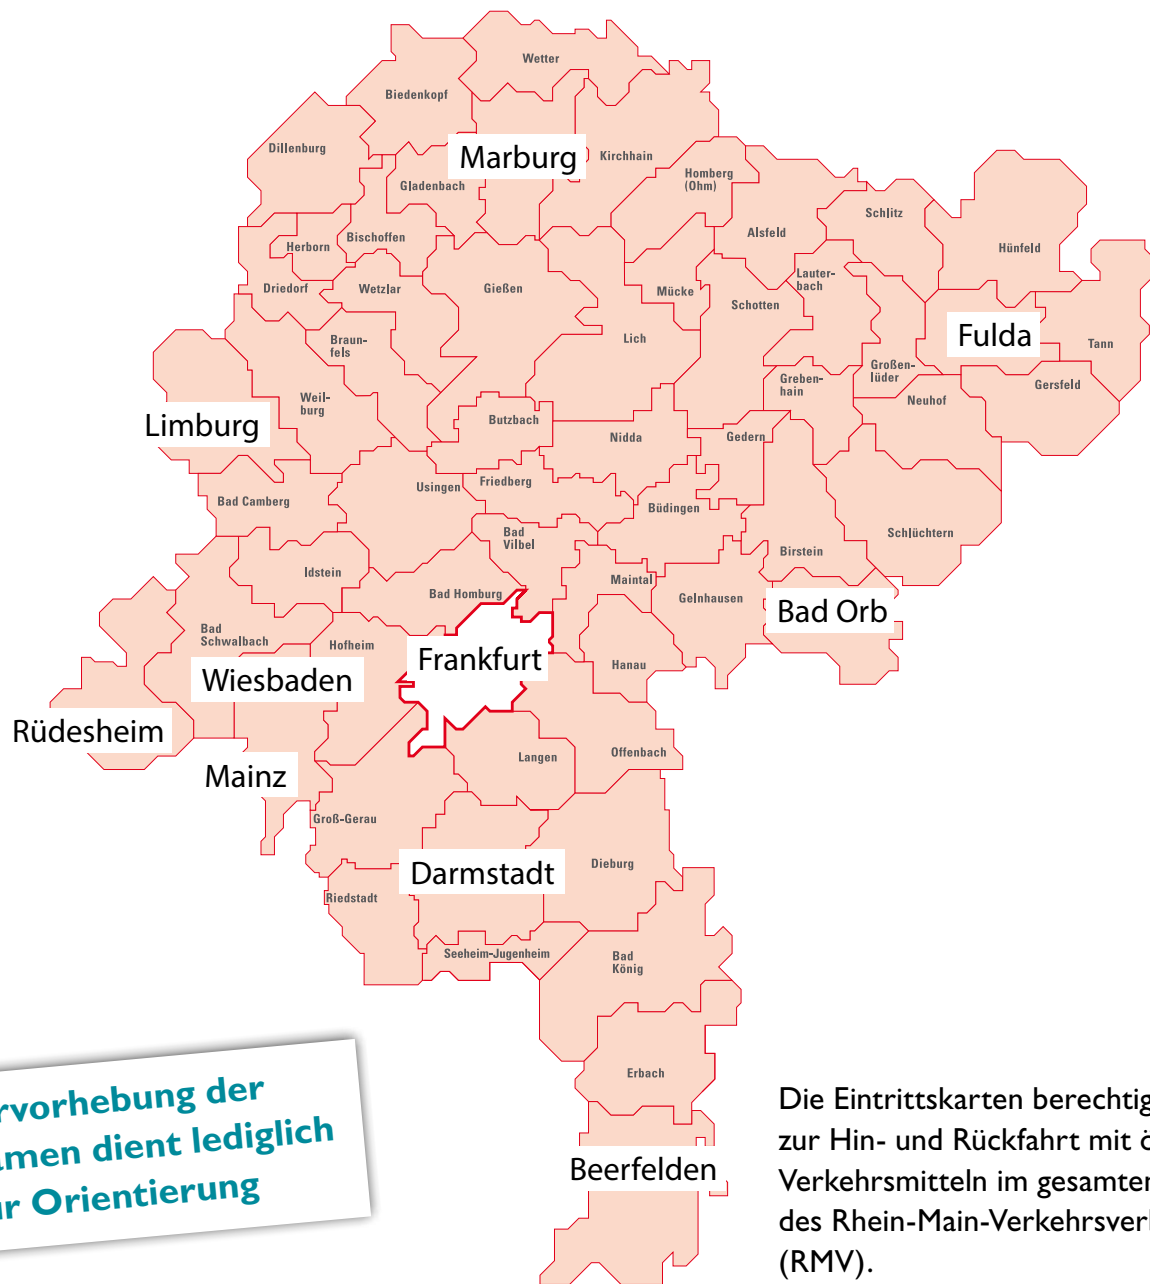 Wetter
Biedenkopf
Dillenburg
Marburg
Kirchhain
Gladenbach
Homberg
(Ohm)
Schlitz
Alsfeld
Hünfeld
Herborn
Bischoffen
Driedorf
Wetzlar
Gießen
Mücke
Schotten
Lauter-
bach
Fulda
Tann
Braun-
fels
Lich
Großen-
lüder
Greben-
hain
Gersfeld
Neuhof
Weil-
burg
Limburg
Butzbach
Nidda
Gedern
Bad Camberg
Usingen
Friedberg
Büdingen
Schlüchtern
Bad
Vilbel
Birstein
Idstein
Maintal
Bad Homburg
Gelnhausen
Bad Orb
Bad
Schwalbach
Hofheim
Frankfurt
Hanau
Wiesbaden
Rüdesheim
Offenbach
Langen
Mainz
Groß-Gerau
Darmstadt
Dieburg
Riedstadt
Seeheim-Jugenheim
Bad
König
Erbach
Beerfelden
rvorhebung der
amen dient lediglich
r Orientierung
Die Eintrittskarten berechtig
zur Hin- und Rückfahrt mit ö
Verkehrsmitteln im gesamten
des Rhein-Main-Verkehrsver
(RMV).